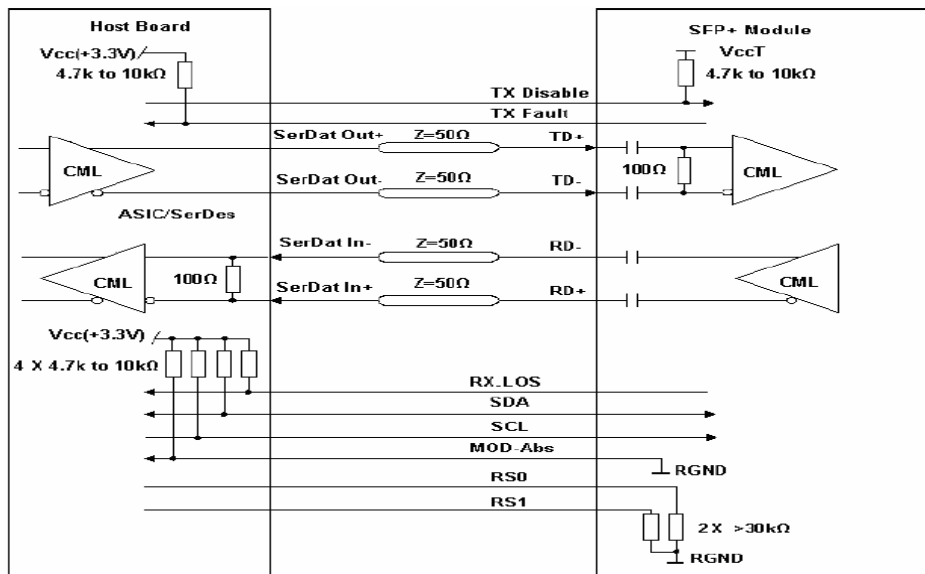 Host Board
SFP+ Module
Vcc(+3.3V)
4.7k to 10kΩ
VccT
4.7k to 10kΩ
TX Disable
TX Fault
SerDat Out+
Z=50Ω
TD+
CML
100Ω
CML
SerDat Out-
Z=50Ω
TD-
ASIC/SerDes
SerDat In-
Z=50Ω
RD-
CML
100Ω
CML
SerDat In+
Z=50Ω
RD+
Vcc(+3.3V)
4 X 4.7k to 10kΩ
RX_LOS
SDA
SCL
MOD-Abs
RGND
RS0
RS1
2 X >30kΩ
RGND